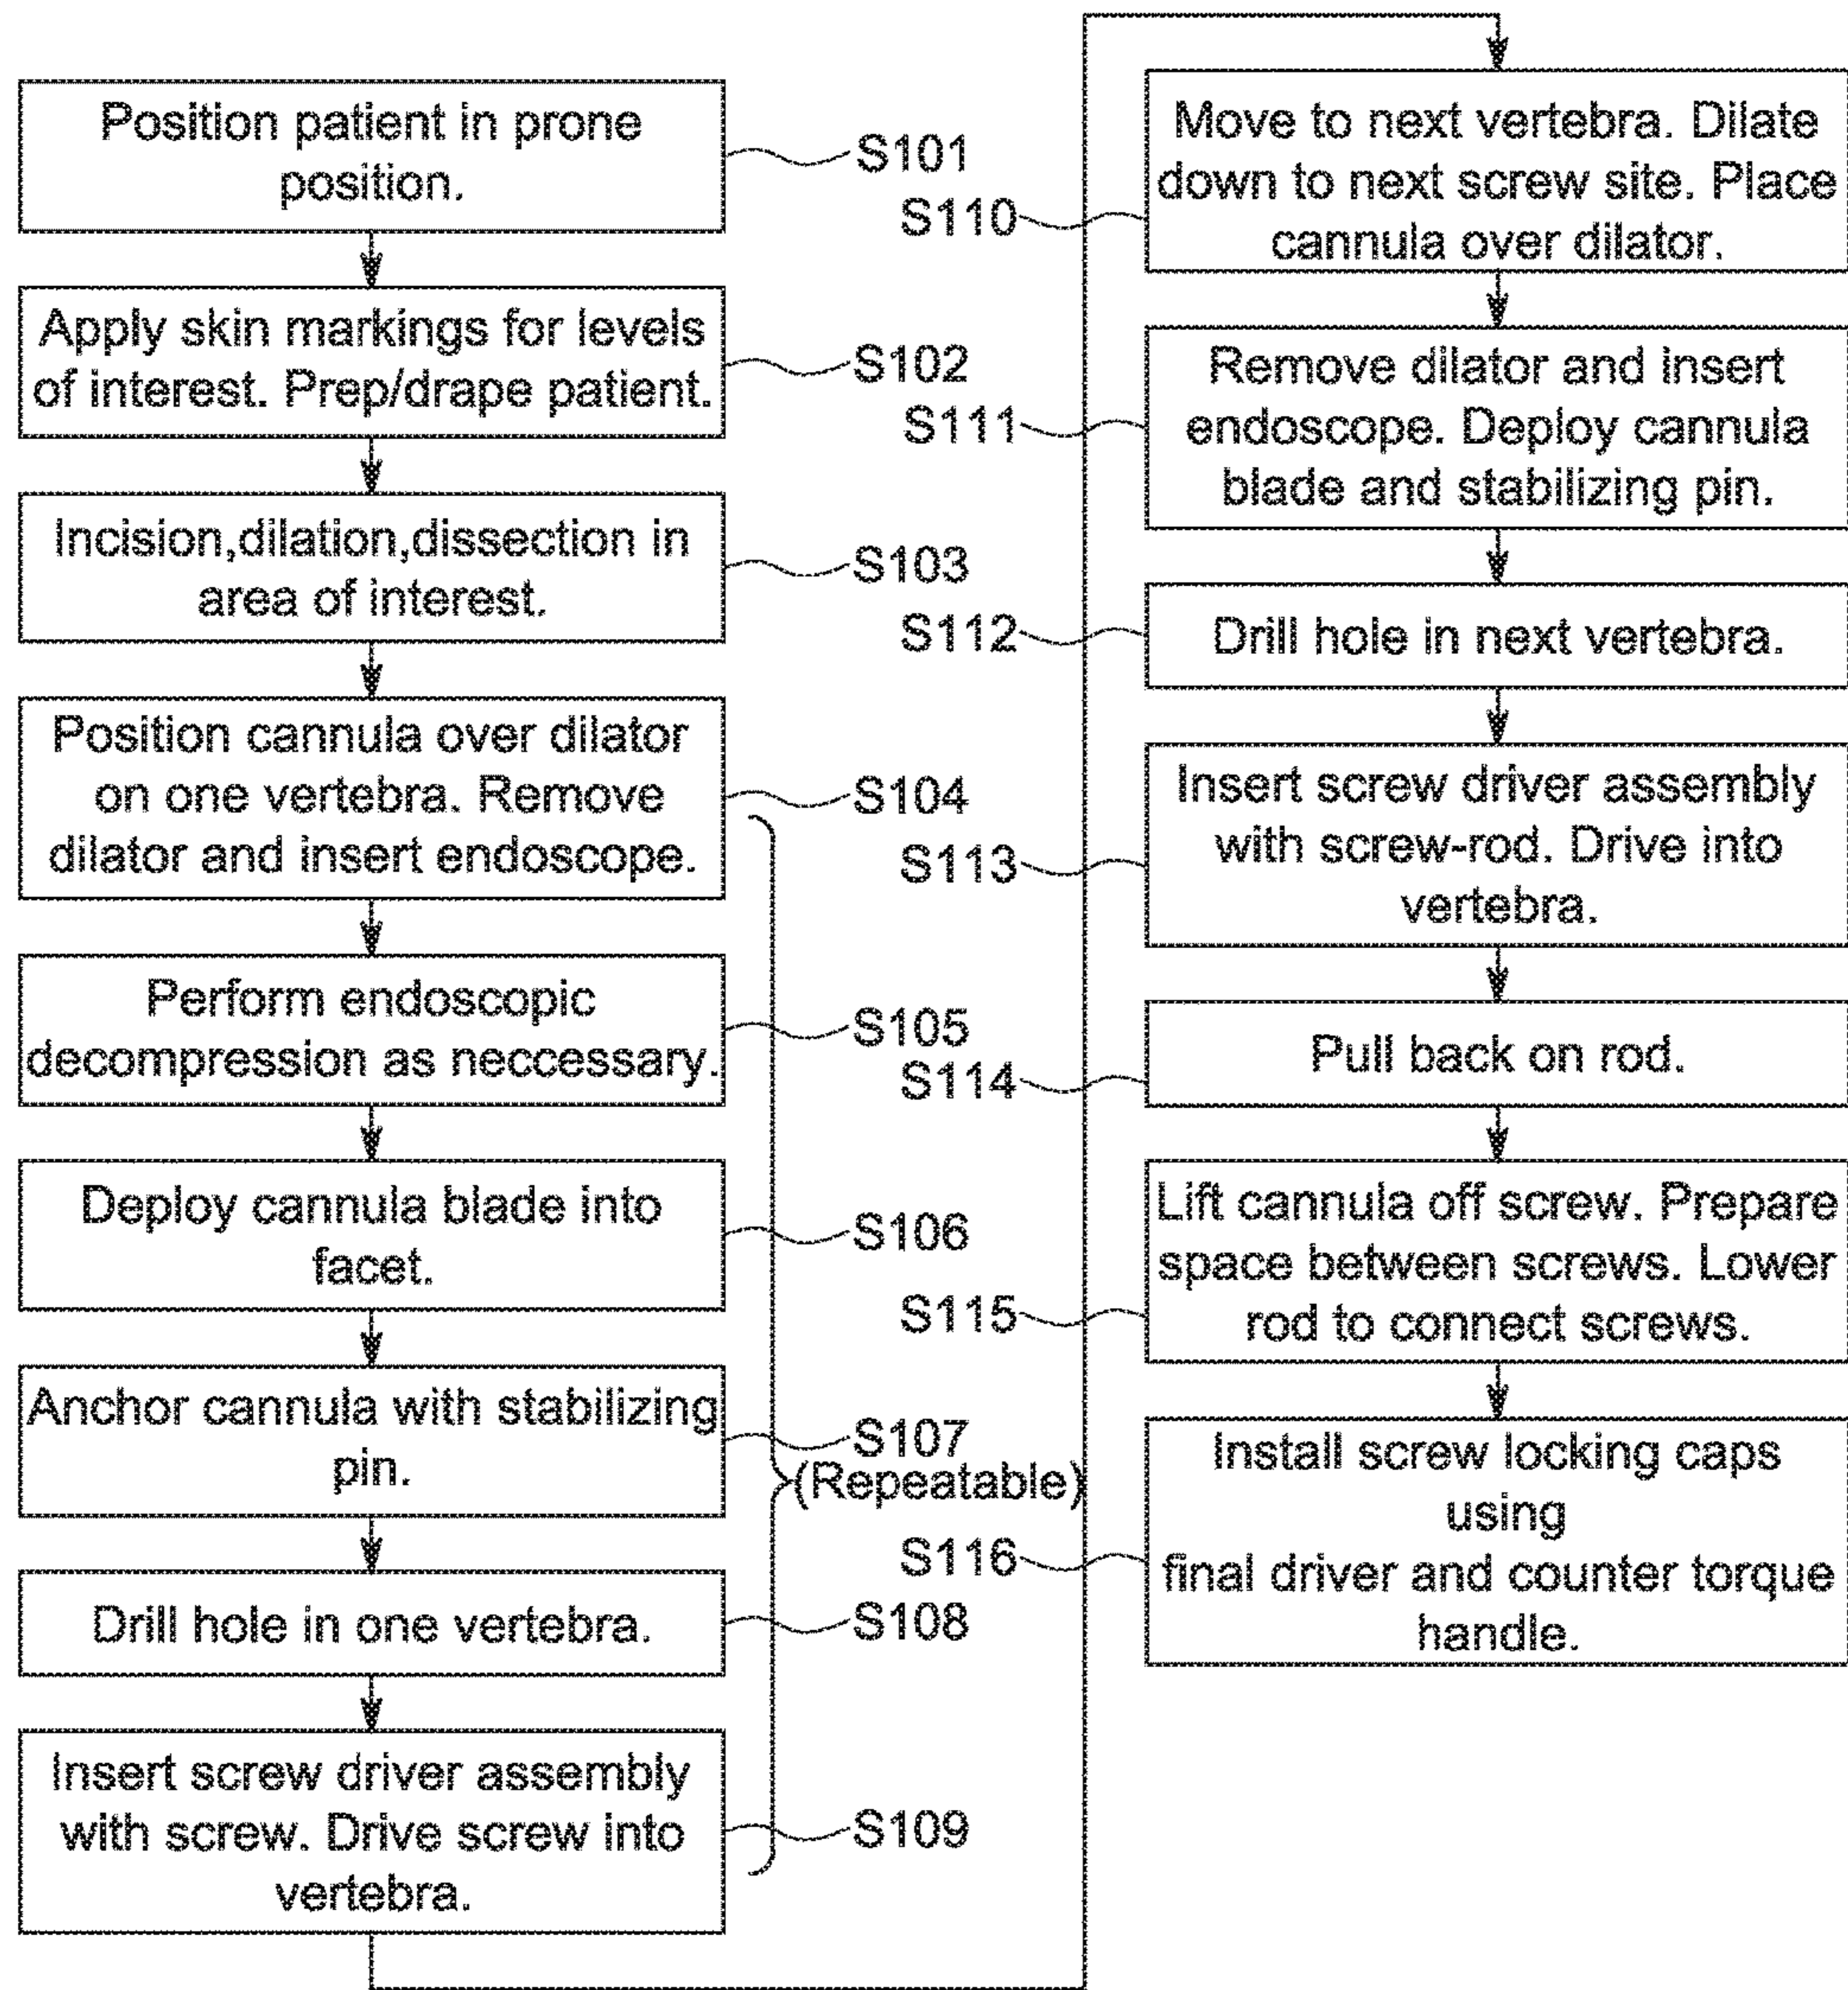 Position patient in prone
position.
S101
Apply skin markings for levels
of interest. Prep/drape patient.
S102
Incision,dilation,dissection in
area of interest.
S103
Position cannula over dilator
on one vertebra. Remove
dilator and insert endoscope.
S104
Perform endoscopic
decompression as neccessary.
S105
Deploy cannula blade into
facet.
S106
Anchor cannula with stabilizing
pin.
S107
(Repeatable)
Drill hole in one vertebra.
S108
Insert screw driver assembly
with screw. Drive screw into
vertebra.
S109
Move to next vertebra. Dilate
down to next screw site. Place
cannula over dilator.
S110
Remove dilator and insert
endoscope. Deploy cannula
blade and stabilizing pin.
S111
Drill hole in next vertebra.
S112
Insert screw driver assembly
with screw-rod. Drive into
vertebra.
S113
Pull back on rod.
S114
Lift cannula off screw. Prepare
space between screws. Lower
rod to connect screws.
S115
Install screw locking caps
using
final driver and counter torque
handle.
S116